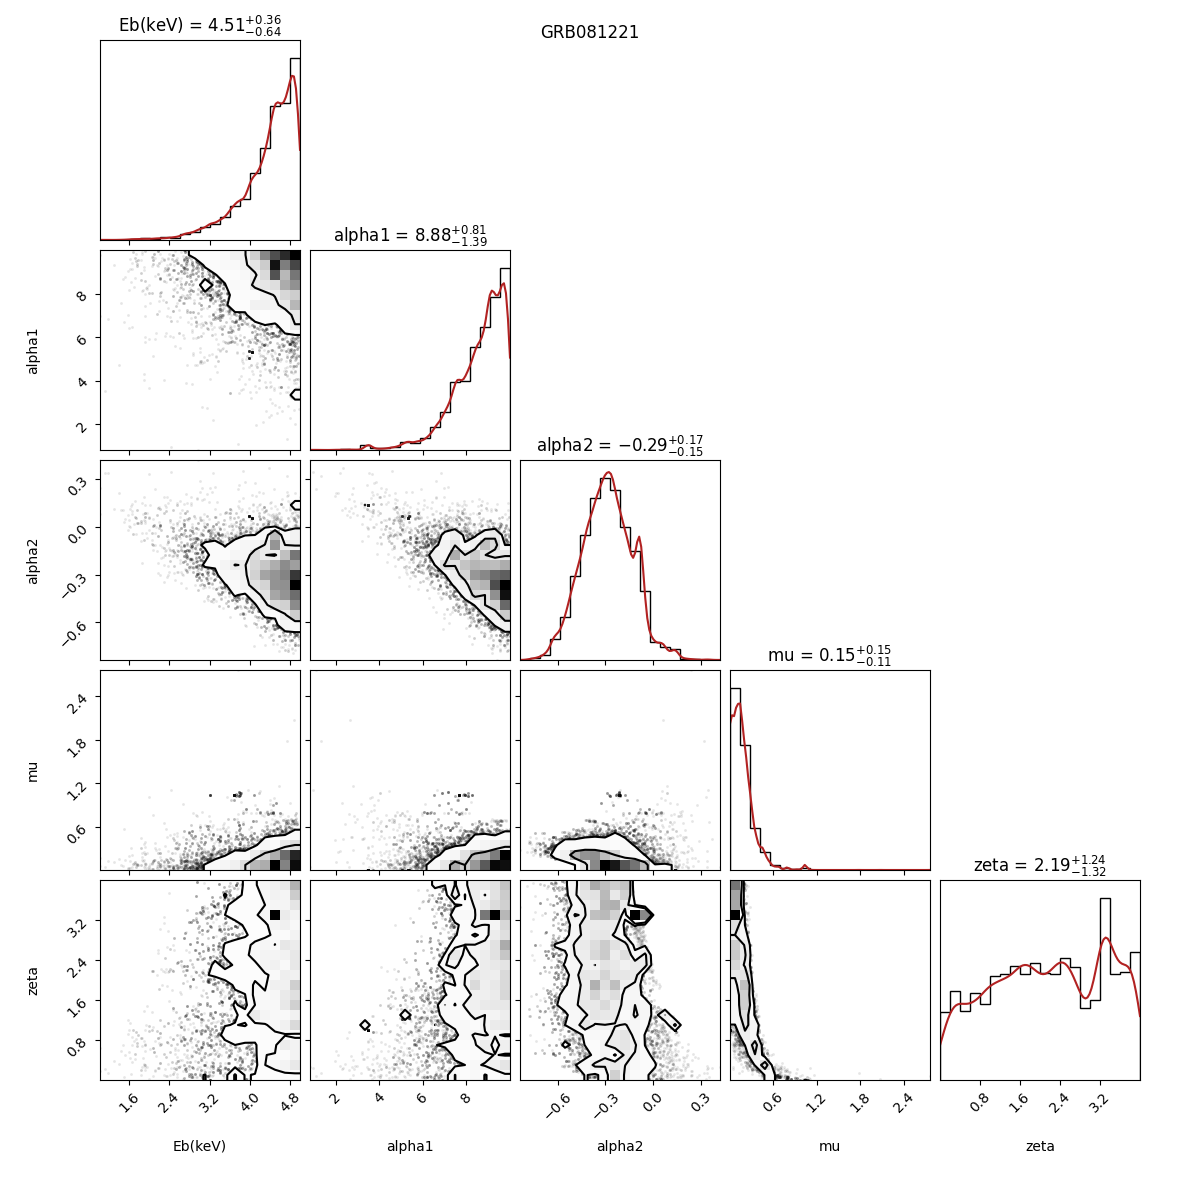 GRB081221
Eb(keV) = 4.51+0.36−0.64
alpha1 = 8.88+0.81−1.39
8
6
4
2
alpha1
alpha2 = −0.29+0.17−0.15
0.3
0.0
−0.3
−0.6
alpha2
mu = 0.15+0.15−0.11
2.4
1.8
1.2
0.6
mu
zeta = 2.19+1.24−1.32
3.2
2.4
1.6
0.8
zeta
1.6 2.4 3.2 4.0 4.8
2 4 6 8
−0.6 −0.3 0.0 0.3
0.6 1.2 1.8 2.4
0.8 1.6 2.4 3.2
Eb(keV) alpha1 alpha2 mu zeta